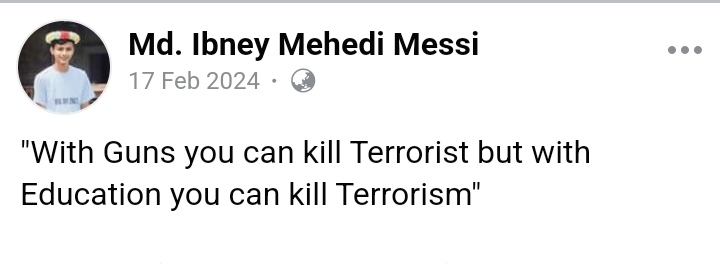 Md. Ibney Mehedi Messi
17 Feb 2024 ·
"With Guns you can kill Terrorist but with
Education you can kill Terrorism"